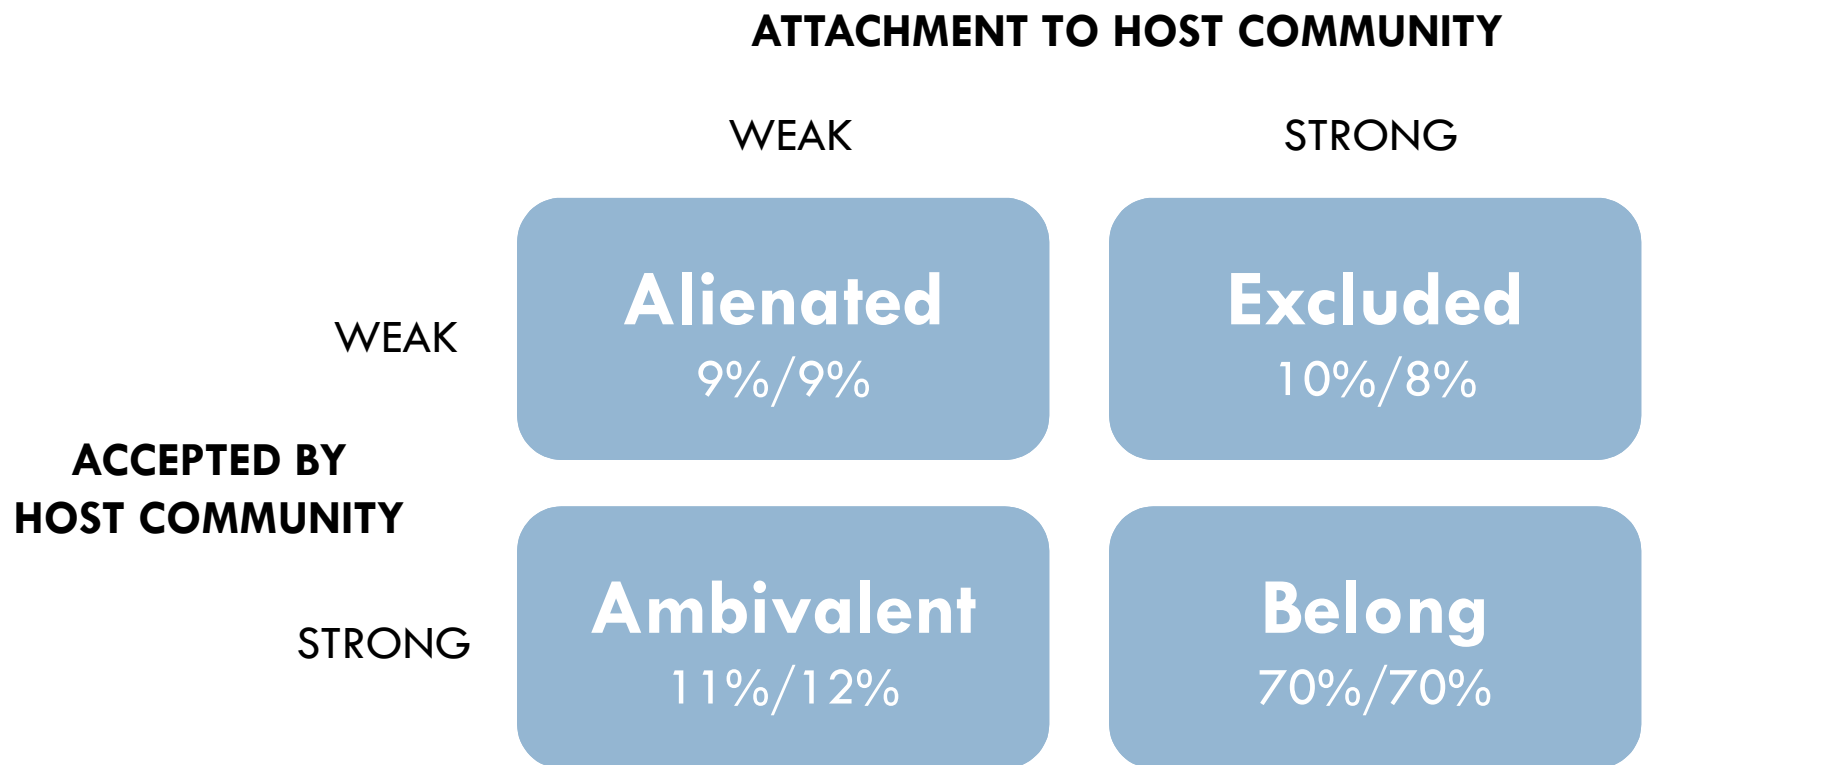 ATTACHMENT TO HOST COMMUNITY
WEAK
STRONG
WEAK
Alienated
9%/9%
Excluded
10%/8%
ACCEPTED BY
HOST COMMUNITY
STRONG
Ambivalent
11%/12%
Belong
70%/70%